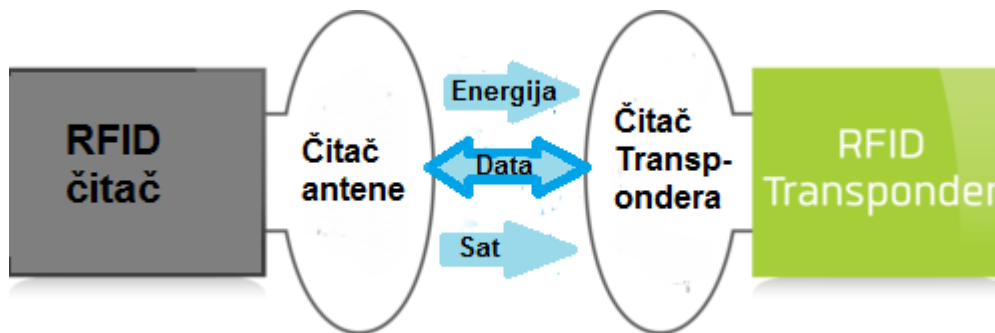 RFID
čitač
Čitač
antene
Energija
Data
Sat
Čitač
Transp-
ondera
RFID
Transponder